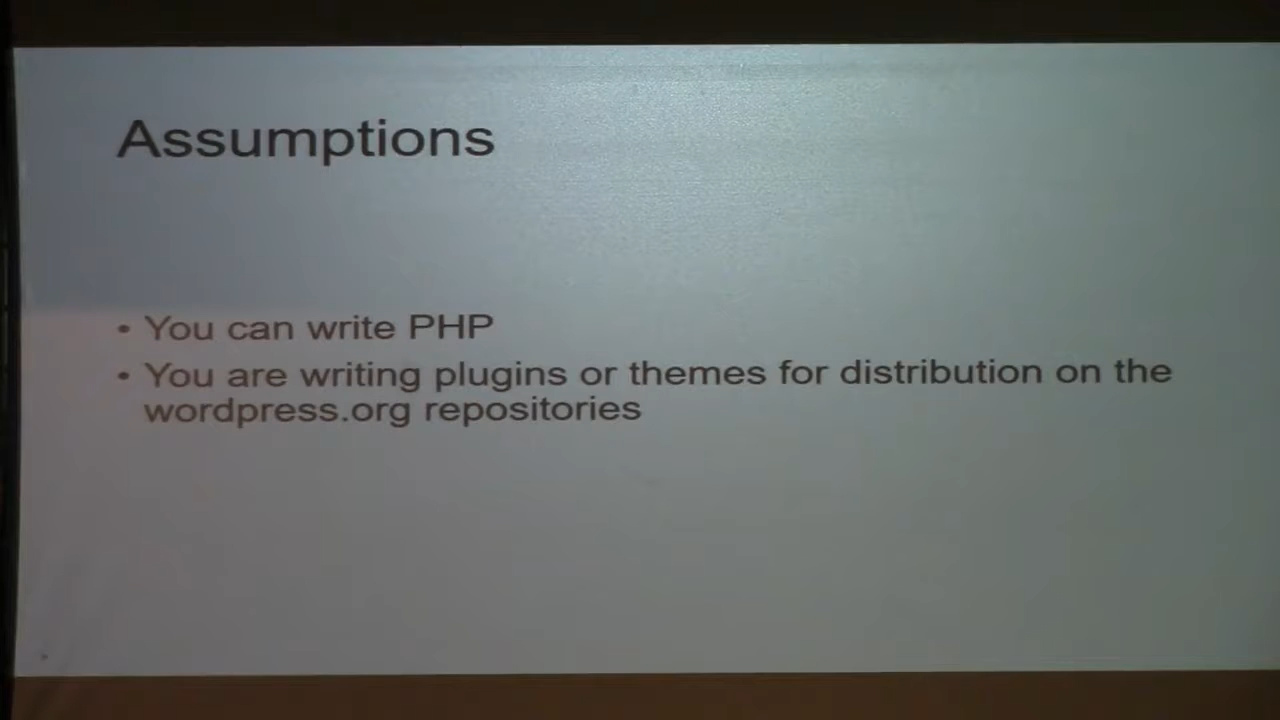 Assumptions
• You can write PHP
• You are writing plugins or themes for distribution on the
wordpress.org repositories